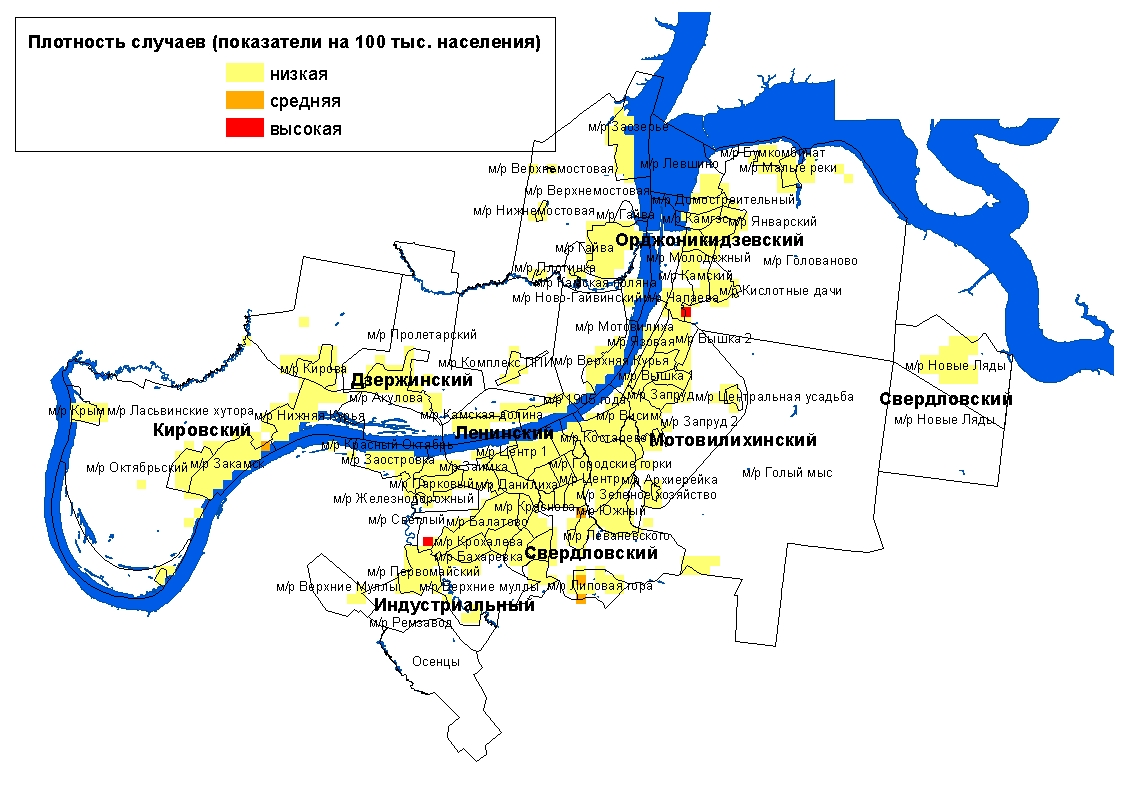 Плотность случаев (показатели на 100 тыс. населения)
низкая
средняя
высокая
м/р Заозерье
м/р Бумкомбинат
м/р Левшино
м/р Малые реки
м/р Верхнемостовая
м/р Верхнемостовая
м/р Домостроительный
м/р Нижнемостовая
м/р Гайва
м/р Камгэс
м/р Январский
Орджоникидзевский
м/р Гайва
м/р Молодежный
м/р Голованово
м/р Плотинка
м/р Камский
м/р Камская поляна
м/р Кислотные дачи
м/р Ново-Гайвинский
м/р Чапаева
м/р Мотовилиха
м/р Пролетарский
м/р Язовая
м/р Вышка 2
м/р Комплекс ППИ
м/р Верхняя Курья
м/р Кирова
м/р Новые Ляды
Дзержинский
м/р Вышка 1
м/р Акулова
м/р 1905 года
м/р Запруд
м/р Центральная усадьба
Свердловский
м/р Крым
м/р Ласьвинские хутора
м/р Нижняя Курья
м/р Камская долина
м/р Висим
м/р Запруд 2
м/р Новые Ляды
Кировский
Ленинский
м/р Костарево
Мотовилихинский
м/р Красный Октябрь
м/р Центр 1
м/р Октябрьский
м/р Закамск
м/р Заостровка
м/р Заимка
м/р Городские горки
м/р Голый мыс
м/р Парковый
м/р Данилиха
м/р Центр
м/р Архиерейка
м/р Железнодорожный
м/р Зеленое хозяйство
м/р Краснова
м/р Южный
м/р Светлый
м/р Балатово
м/р Крохалева
м/р Леваневского
м/р Бахаревка
Свердловский
м/р Первомайский
м/р Верхние Муллы
м/р Верхние муллы
м/р Липовая гора
Индустриальный
м/р Ремзавод
Осенцы